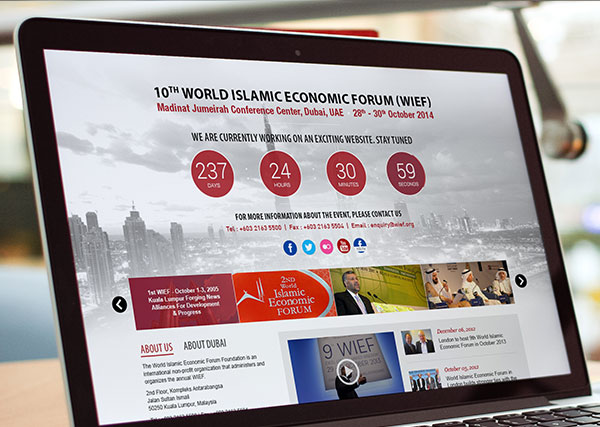 10TH WORLD ISLAMIC ECONOMIC FORUM (WIEF)
Madinat Jumeirah Conference Center, Dubai, UAE 28th - 30th October 2014
WE ARE CURRENTLY WORKING ON AN EXCITING WEBSITE. STAY TUNED
237 24 30 59
DAYS HOURS MINUTES SECONDS
FOR MORE INFORMATION ABOUT THE EVENT, PLEASE CONTACT US
Tel : +603 2163 5500 | Fax : +603 2163 5504 | Email : enquiry@wief.org
1st WIEF - October 1-3, 2005
Kuala Lumpur Forging News
Alliances For Development
& Progress
2ND
World
Islamic
Economic
FORUM
ABOUT US ABOUT DUBAI
The World Islamic Economic Forum Foundation is an
international non-profit organization that administers and
organizes the annual WIEF.
2nd Floor, Kompleks Antarabangsa
Jalan Sultan Ismail
50250 Kuala Lumpur, Malaysia
9 WIEF
December 06, 2012
London to host 9th World Islamic
Economic Forum in October 2013
October 05, 2012
World Islamic Economic Forum in